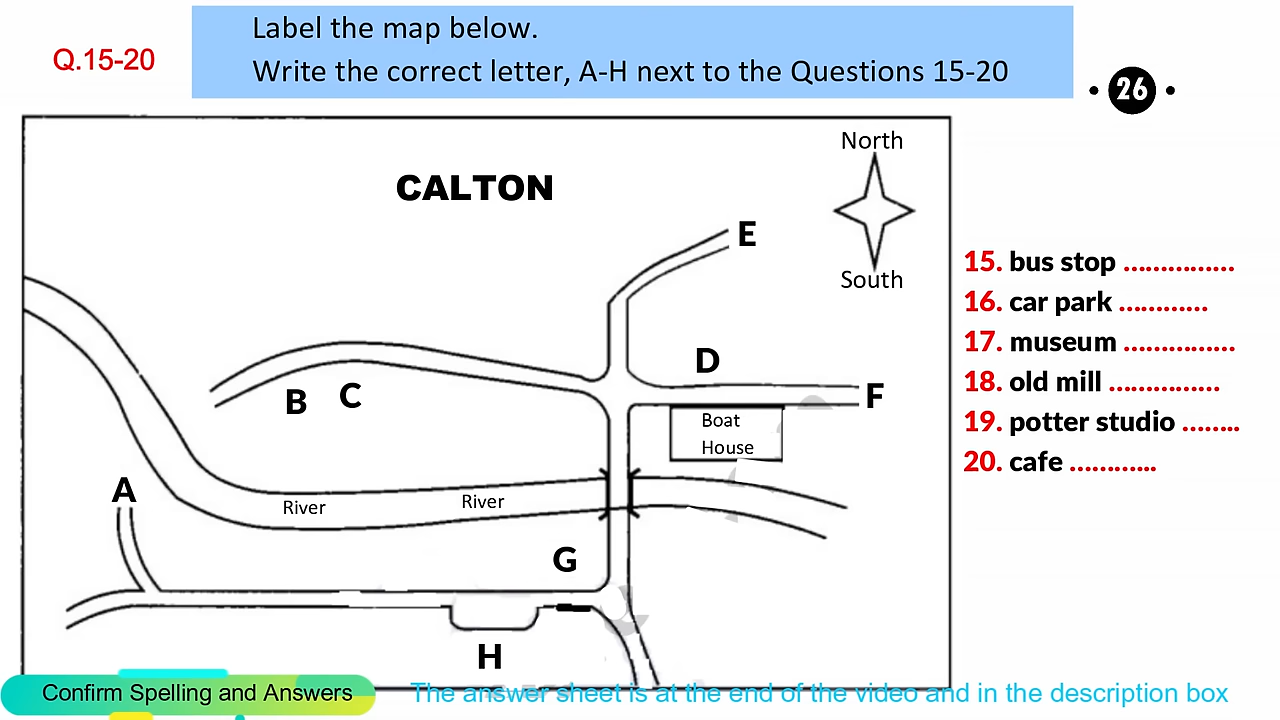 Label the map below.
Q.15-20
Write the correct letter, A-H next to the Questions 15-20
• 26 •
North
CALTON
E
South
15. bus stop ...............
16. car park ............
17. museum ...............
18. old mill ...............
19. potter studio ........
20. cafe ............
D
B C
F
Boat
House
A
River River
G
H
Confirm Spelling and Answers
The answer sheet is at the end of the video and in the description box